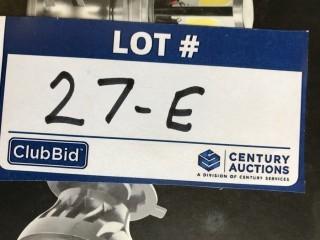 LOT #
27-E
ClubBid
CENTURY
AUCTIONS
A DIVISION OF CENTURY SERVICES